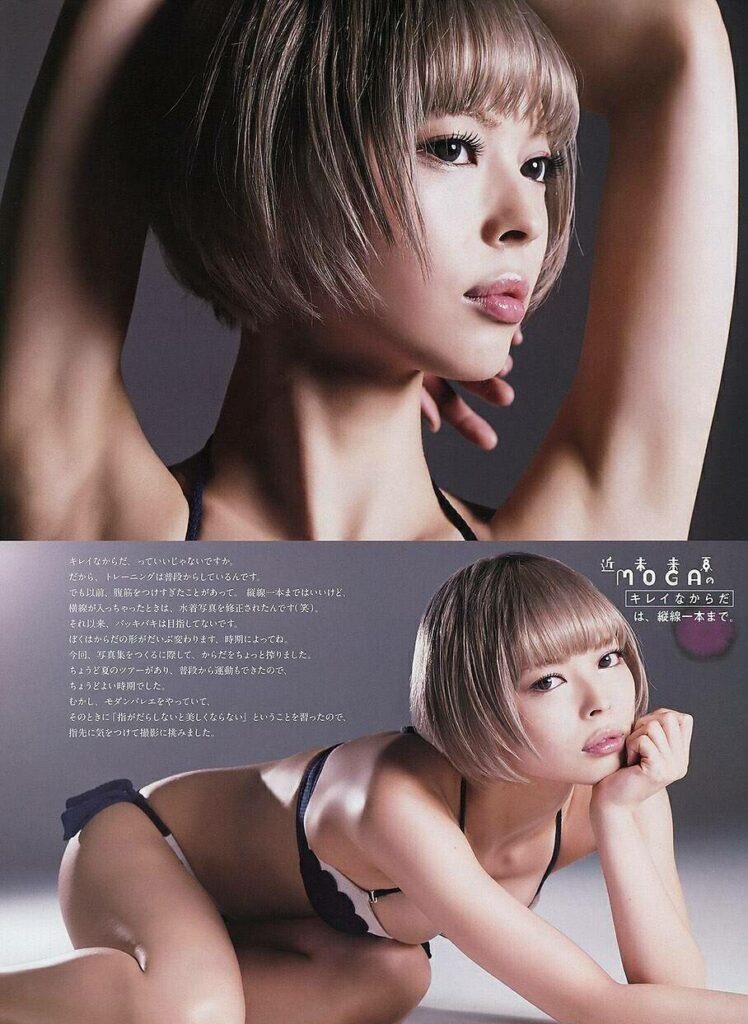 キレイなからだ、っていいじゃないですか。
だから、トレーニングは普段からしているんです。
でも以前、腹筋をつけすぎたことがあって。 縦線一本まではいいけど、
横線が入っちゃったときは、水着写真を修正されたんです(笑)。
それ以来、バッキバキは目指してないです。
ぼくはからだの形がだいぶ変わります、時期によってね。
今回、写真集をつくるに際して、からだをちょっと搾りました。
ちょうど夏のツアーがあり、普段から運動もできたので、
ちょうどよい時期でした。
むかし、モダンバレエをやっていて、
そのときに「指がだらしないと美しくならない」ということを習ったので、
指先に気をつけて撮影に挑みました。
近未来系
MOGAの
キレイなからだ
は、縦線一本まで。